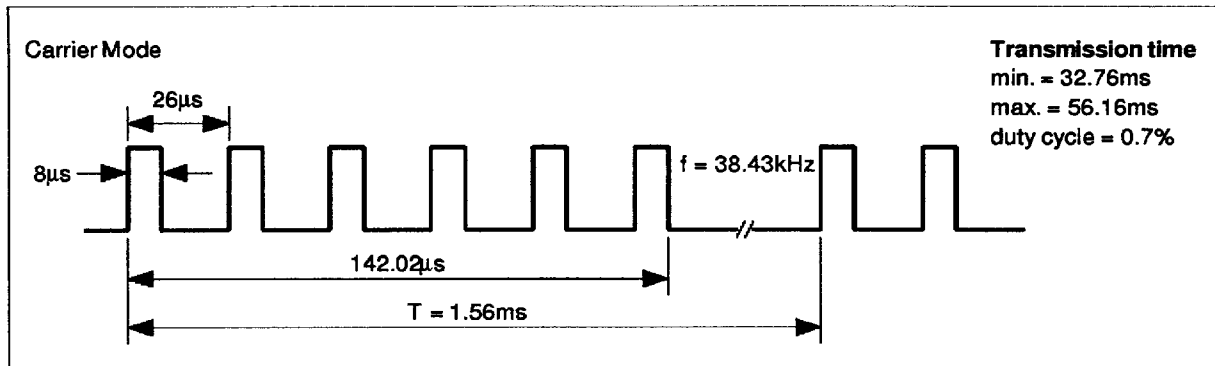 Carrier Mode
Transmission time
min. = 32.76ms
max. = 56.16ms
duty cycle = 0.7%
26µs
8µs
f = 38.43kHz
142.02µs
T = 1.56ms